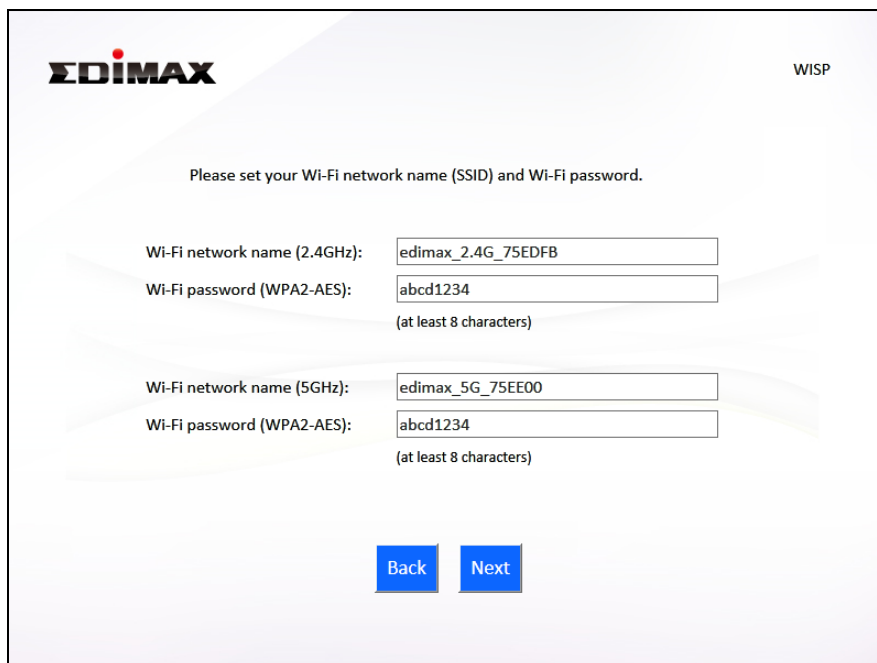 EDIMAX
WISP
Please set your Wi-Fi network name (SSID) and Wi-Fi password.
Wi-Fi network name (2.4GHz): edimax_2.4G_75EDFB
Wi-Fi password (WPA2-AES): abcd1234
(at least 8 characters)
Wi-Fi network name (5GHz): edimax_5G_75EE00
Wi-Fi password (WPA2-AES): abcd1234
(at least 8 characters)
Back Next